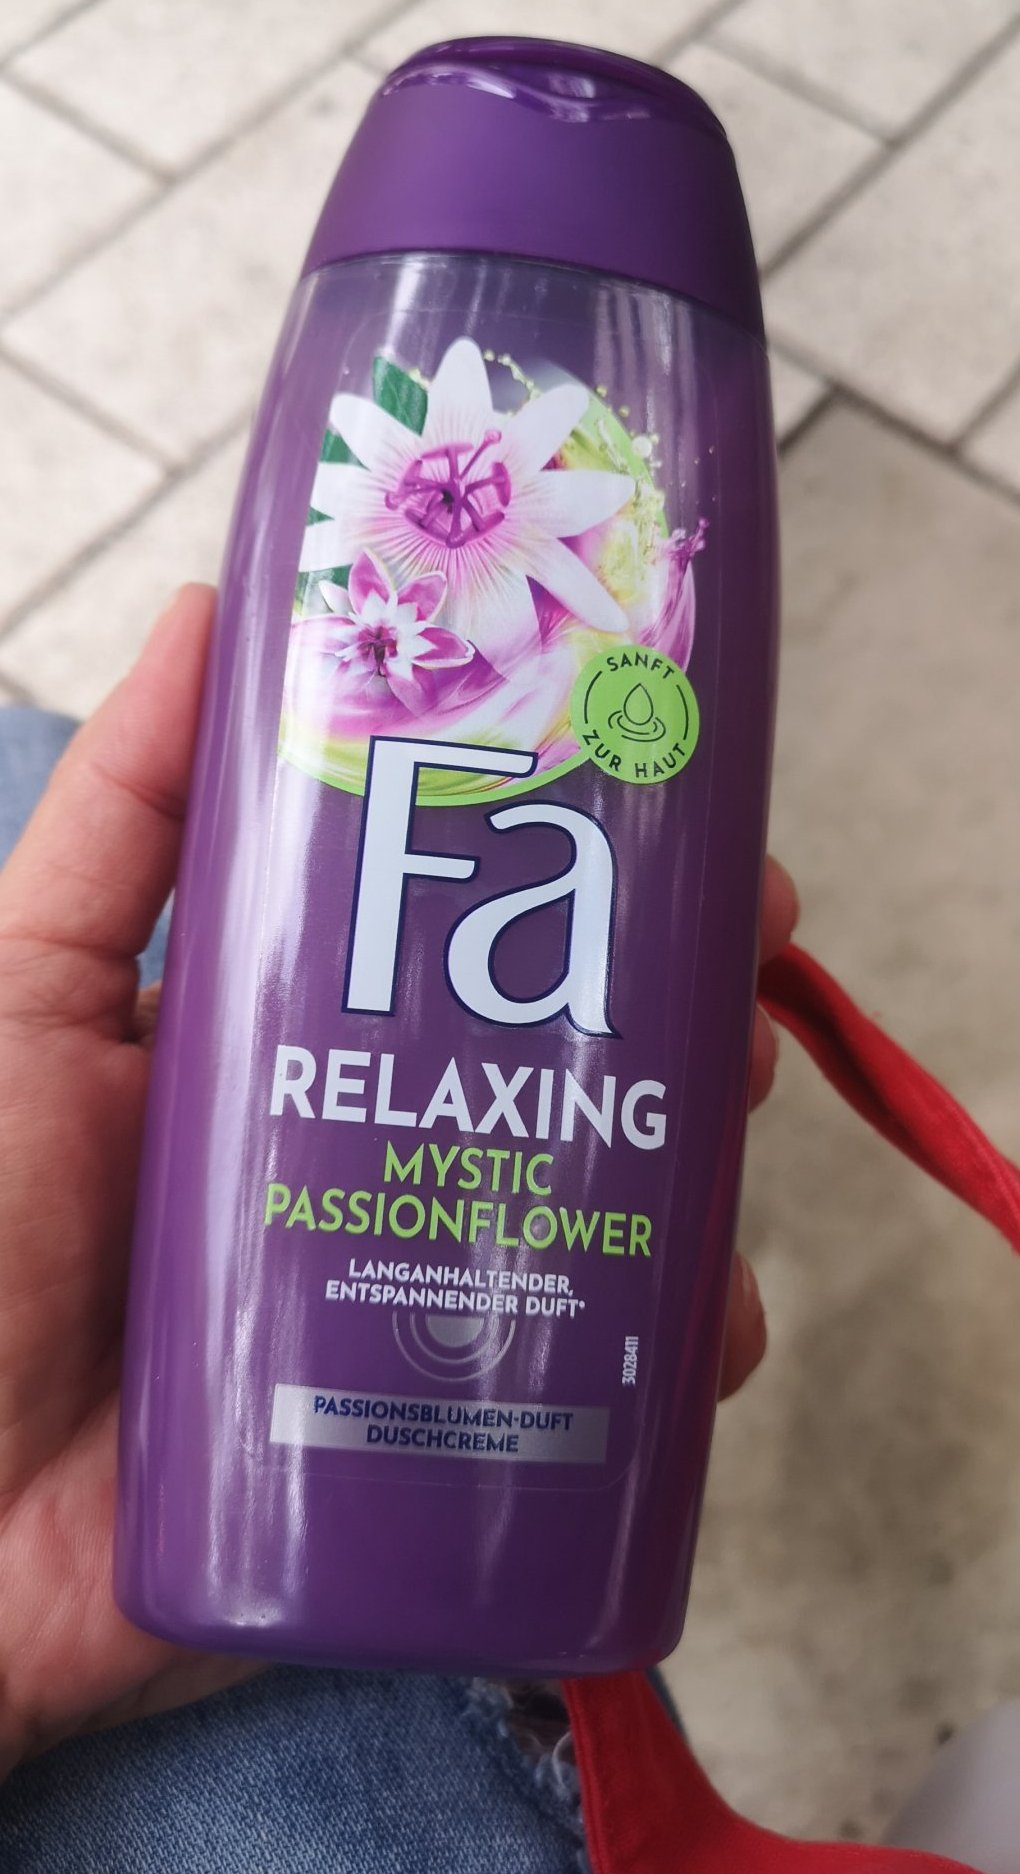 SANFT
ZUR HAUT
Fa
RELAXING
MYSTIC
PASSIONFLOWER
LANGANHALTENDER,
ENTSPANNENDER DUFT*
3028411
PASSIONSBLUMEN-DUFT
DUSCHCREME